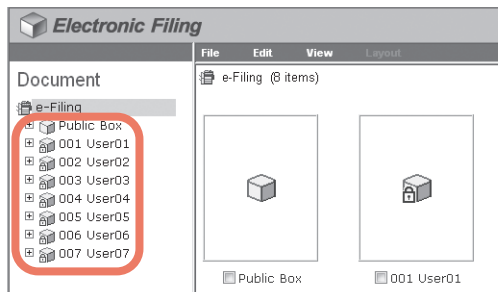 Electronic Filing
File Edit View Layout
Document
e-Filing
Public Box
001 User01
002 User02
003 User03
004 User04
005 User05
006 User06
007 User07
e-Filing (8 items)
Public Box
001 User01